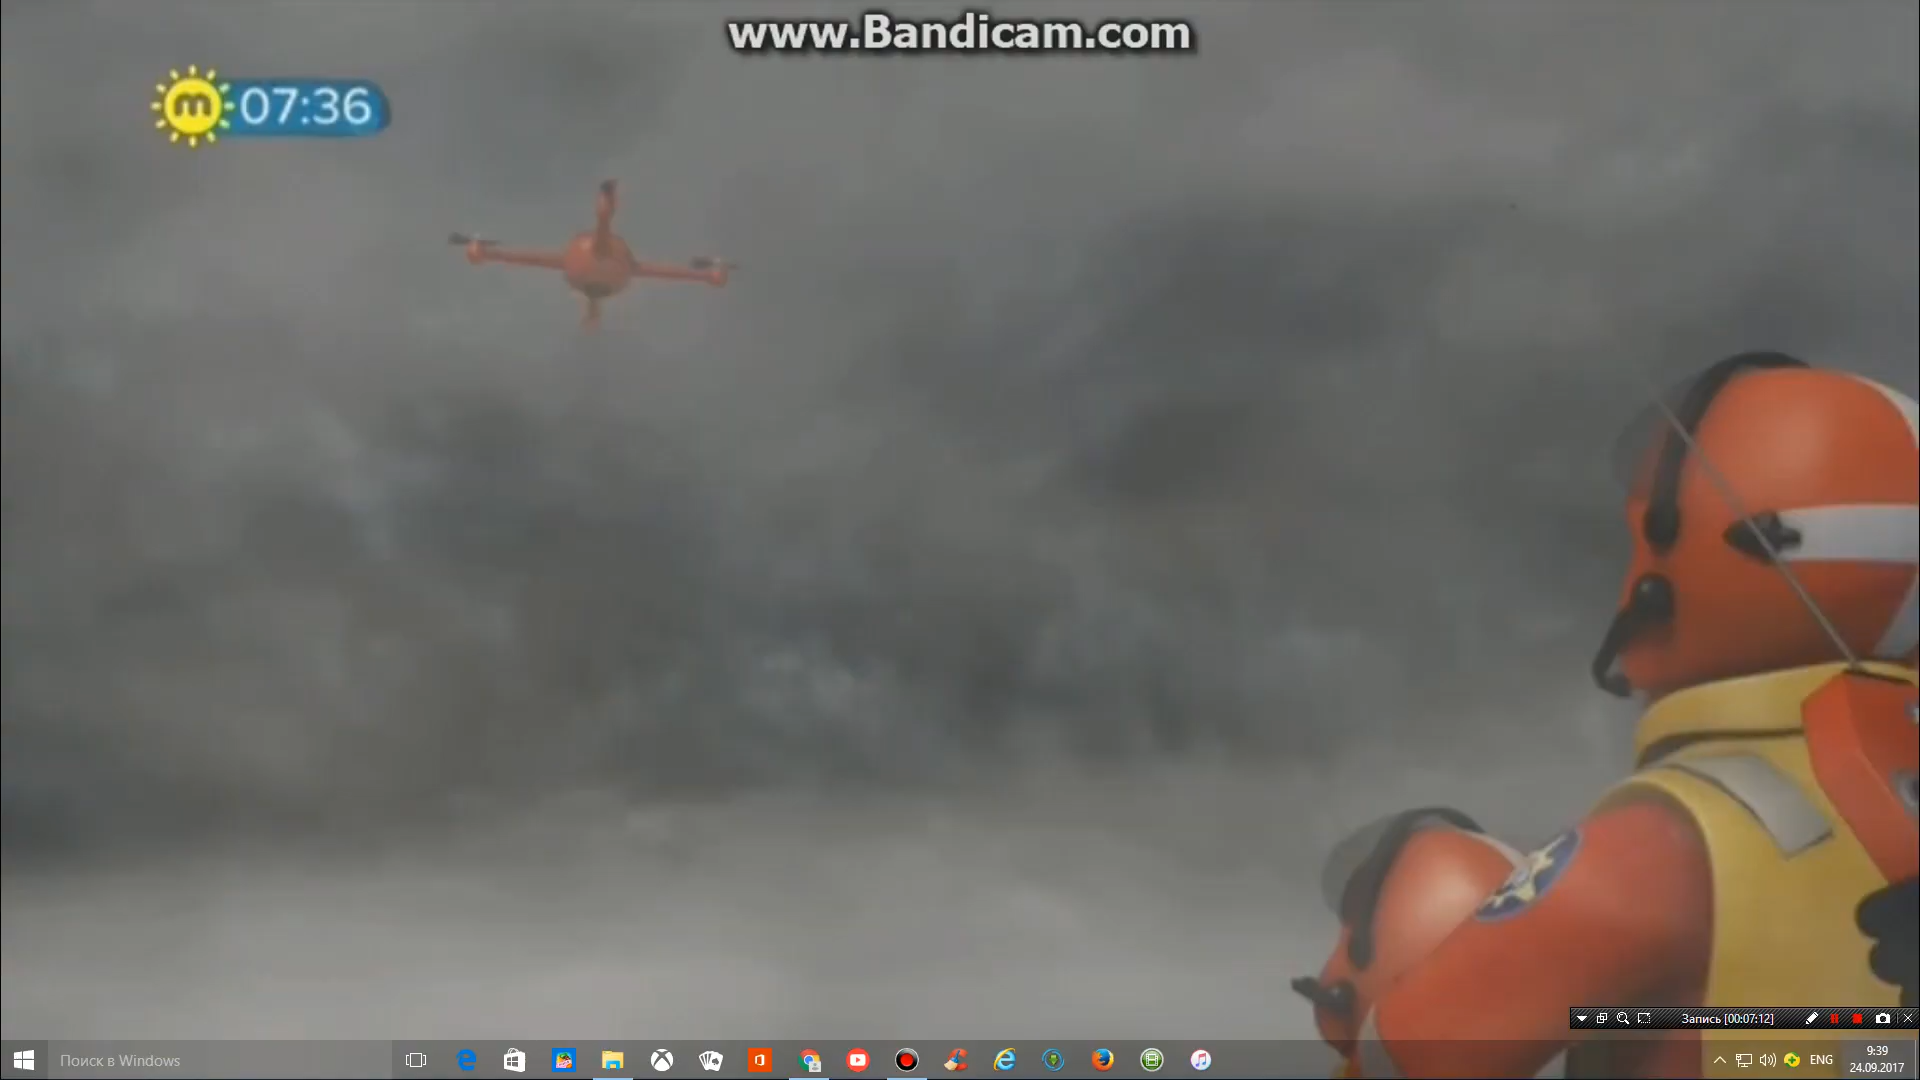 www.Bandicam.com
m 07:36
Запись [00:07:12]
Поиск в Windows
ENG
9:39
24.09.2017